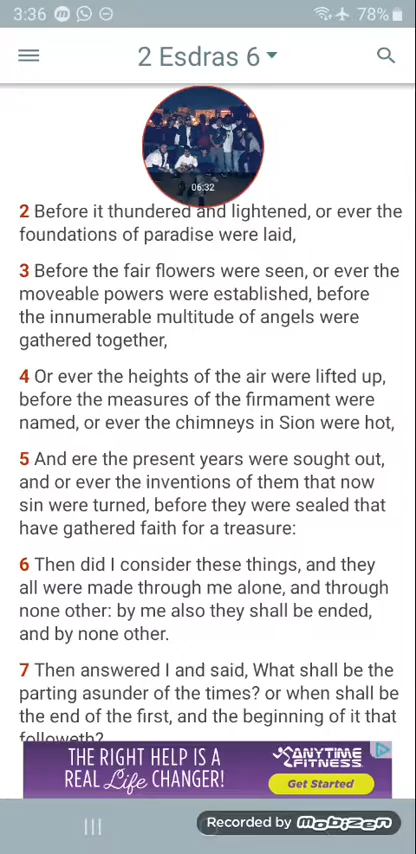 3:36 78%
2 Esdras 6
06:32
2 Before it thundered and lightened, or ever the
foundations of paradise were laid,
3 Before the fair flowers were seen, or ever the
moveable powers were established, before
the innumerable multitude of angels were
gathered together,
4 Or ever the heights of the air were lifted up,
before the measures of the firmament were
named, or ever the chimneys in Sion were hot,
5 And ere the present years were sought out,
and or ever the inventions of them that now
sin were turned, before they were sealed that
have gathered faith for a treasure:
6 Then did I consider these things, and they
all were made through me alone, and through
none other: by me also they shall be ended,
and by none other.
7 Then answered I and said, What shall be the
parting asunder of the times? or when shall be
the end of the first, and the beginning of it that
followeth?
THE RIGHT HELP IS A
REAL Life CHANGER!
ANYTIME
FITNESS
Get Started
Recorded by mobizen